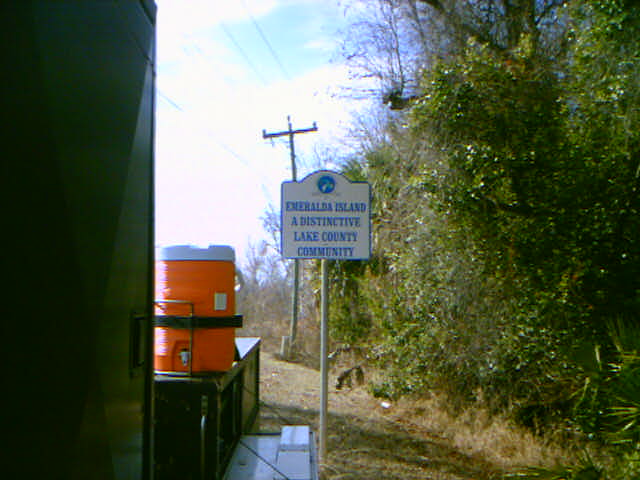 EMERALDA ISLAND
A DISTINCTIVE
LAKE COUNTY
COMMUNITY